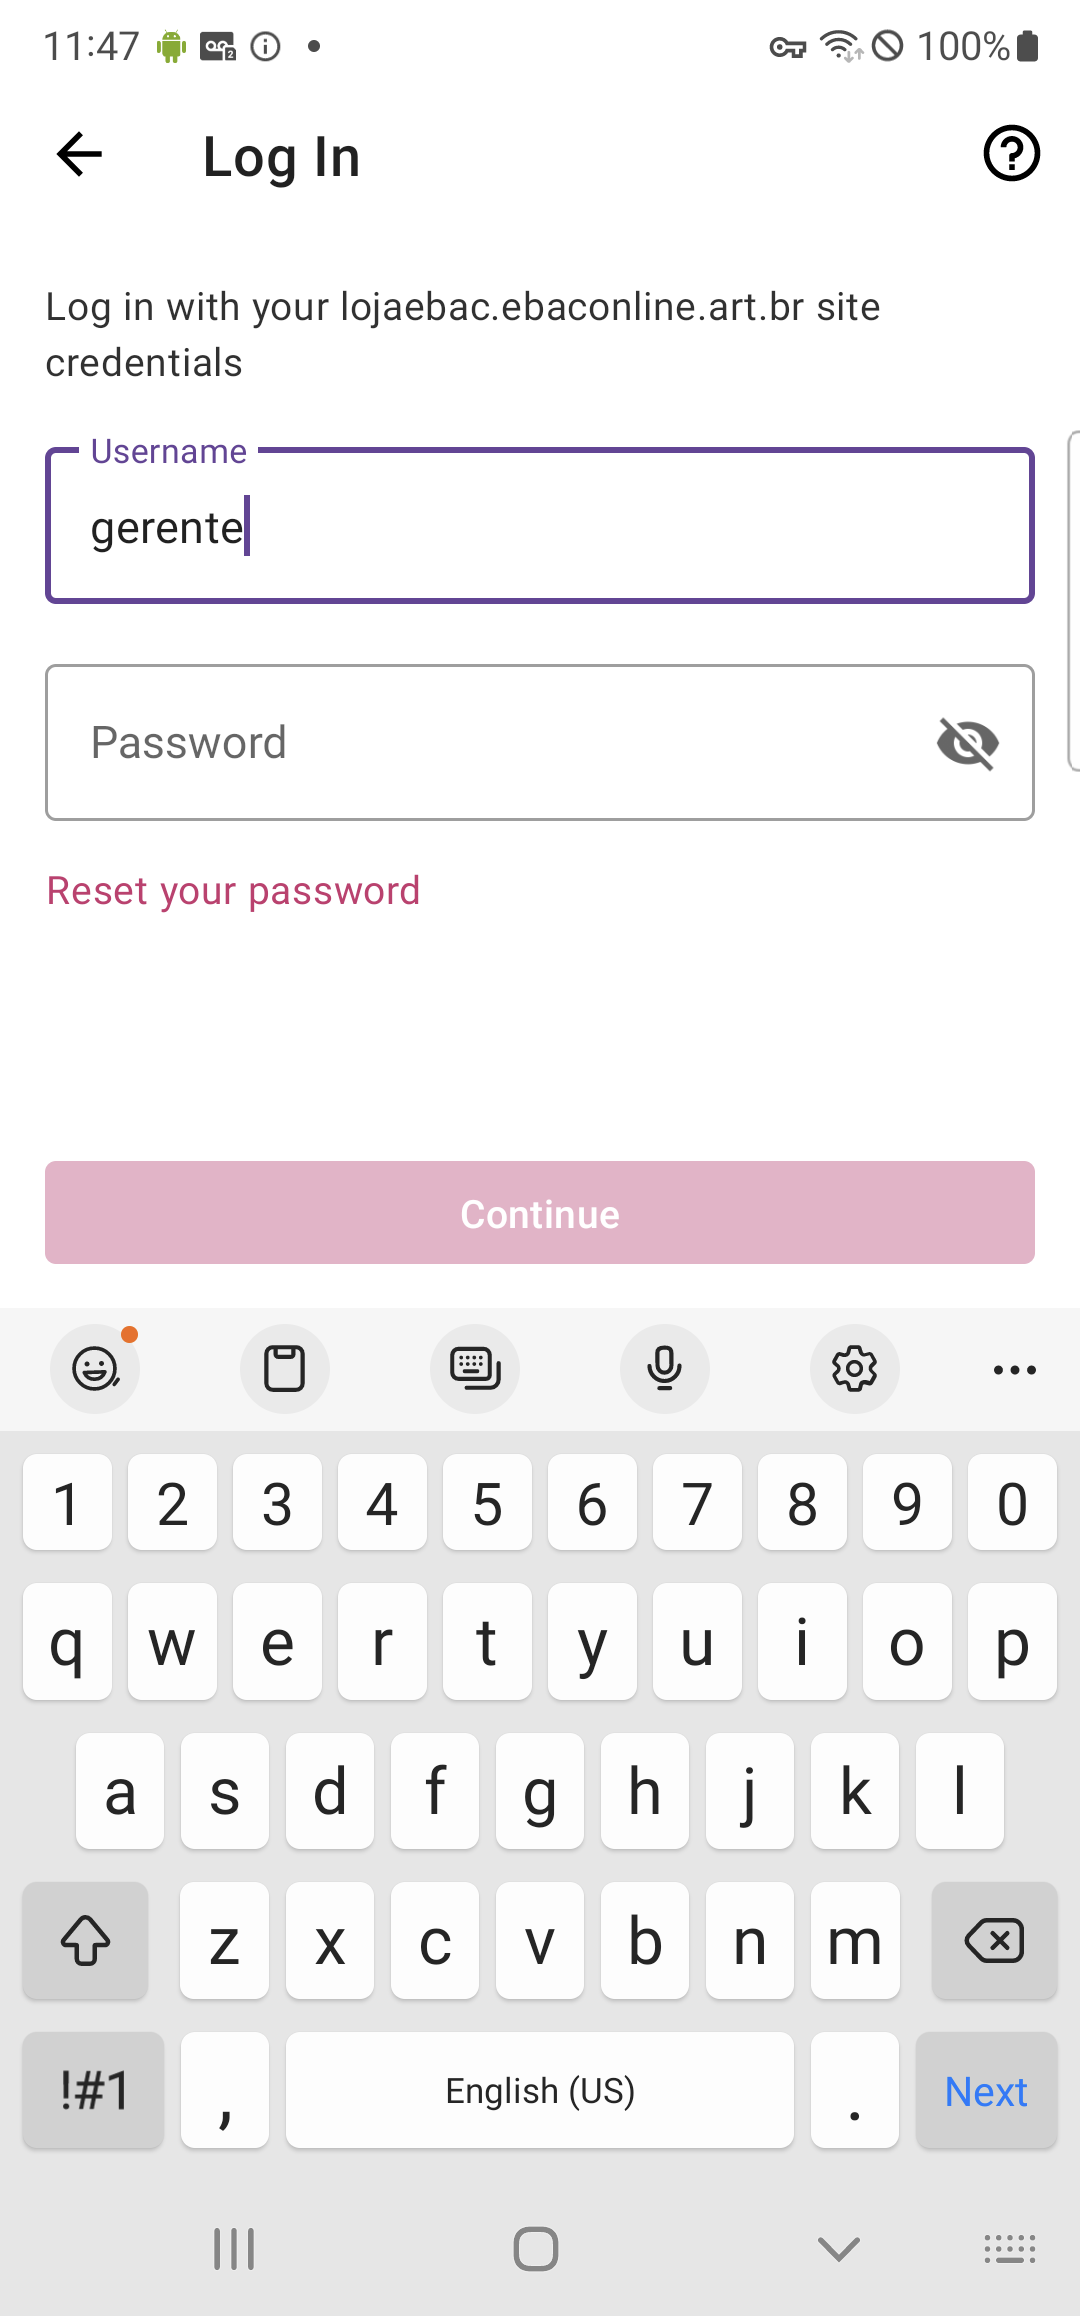 11:47
100%
Log In
Log in with your lojaebac.ebaconline.art.br site
credentials
Username
gerente
Password
Reset your password
Continue
1 2 3 4 5 6 7 8 9 0
q w e r t y u i o p
a s d f g h j k l
z x c v b n m
!#1 , English (US) . Next